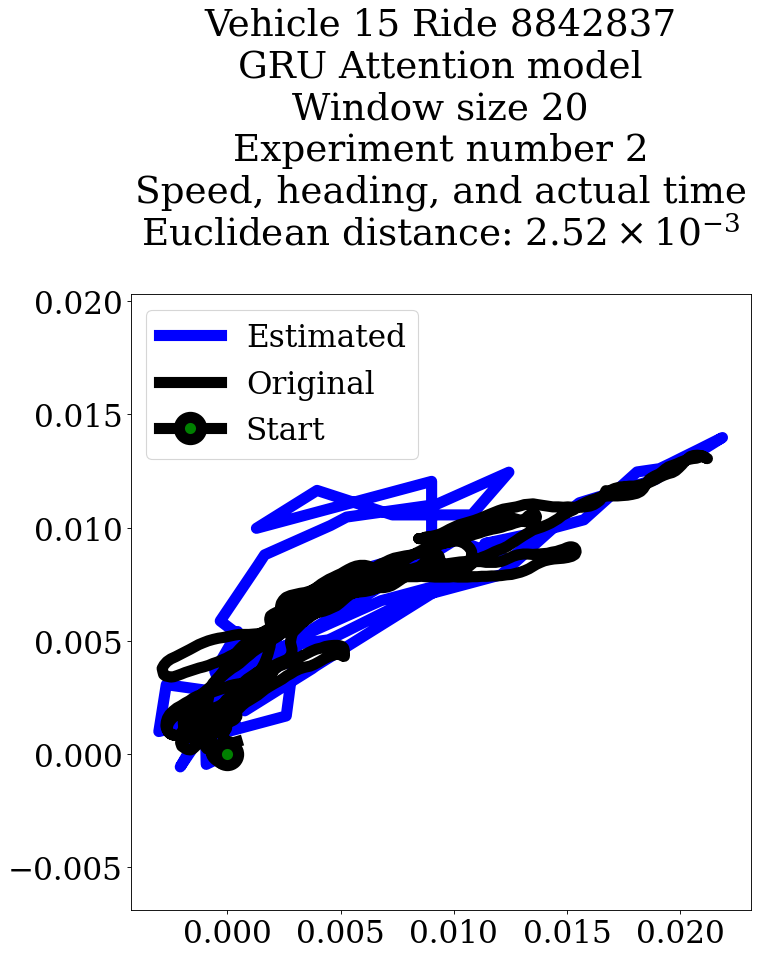 Vehicle 15 Ride 8842837
GRU Attention model
Window size 20
Experiment number 2
Speed, heading, and actual time
Euclidean distance: 2.52 × 10⁻³
0.020
Estimated
Original
Start
0.015
0.010
0.005
0.000
−0.005
0.000 0.005 0.010 0.015 0.020